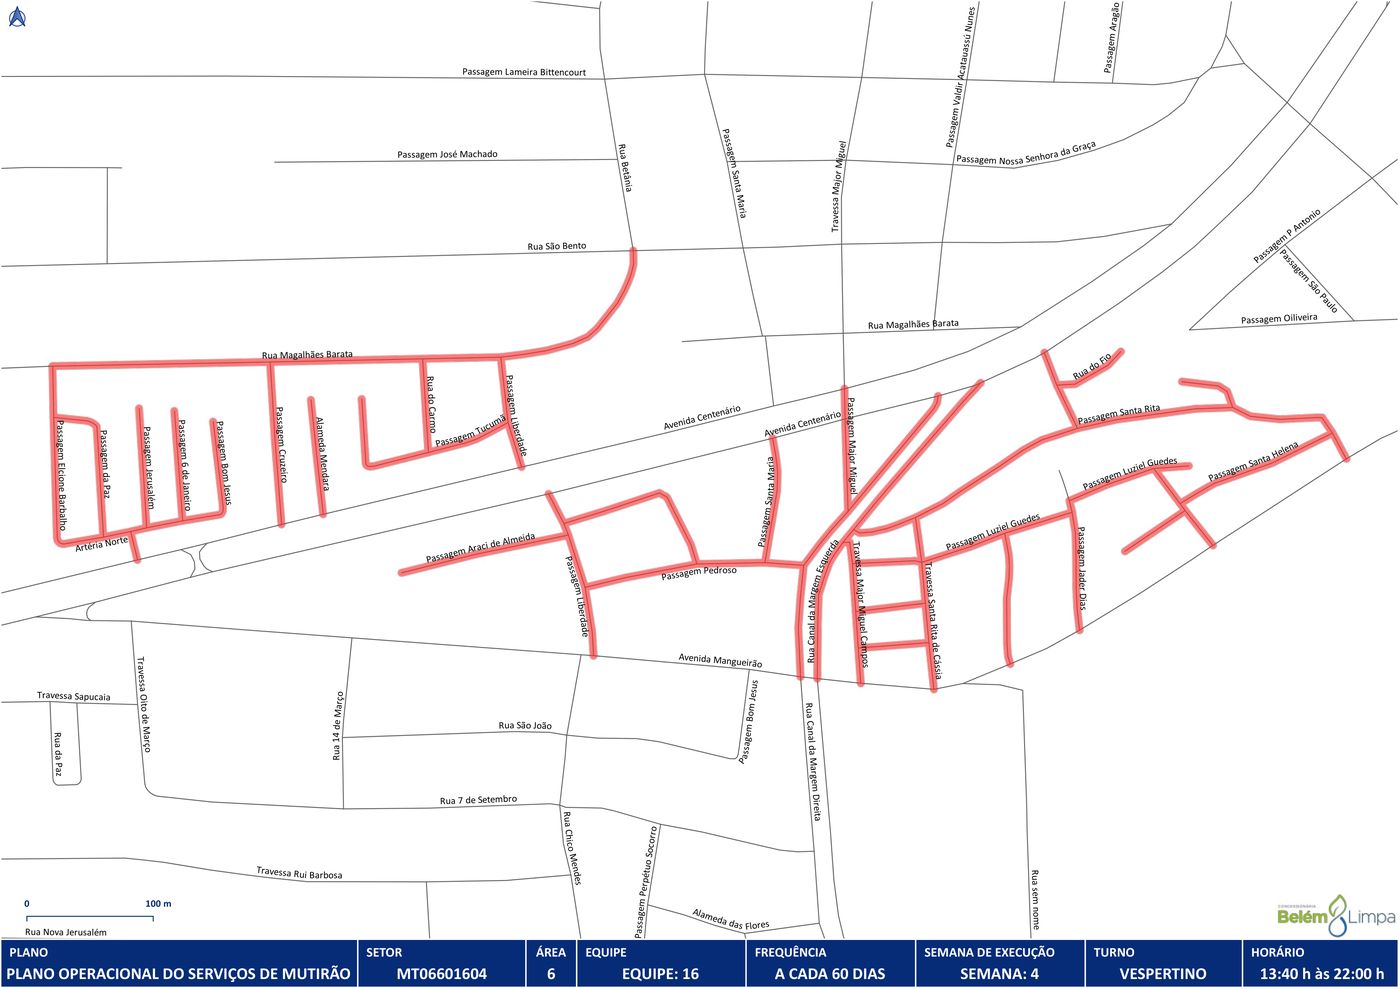 Passagem Lameira Bittencourt
Passagem Aragão
Passagem Valdir Acatauassú Nunes
Passagem José Machado
Rua Betânia
Passagem Santa Maria
Travessa Major Miguel
Passagem Nossa Senhora da Graça
Rua São Bento
Passagem P Antonio
Passagem São Paulo
Passagem Oiliveira
Rua Magalhães Barata
Rua Magalhães Barata
Rua do Carmo
Passagem Liberdade
Passagem Tucumã
Avenida Centenário
Avenida Centenário
Passagem Major Miguel
Rua do Fio
Passagem Santa Rita
Passagem Elcione Barbalho
Passagem da Paz
Passagem Jerusalém
Passagem 6 de Janeiro
Passagem Bom Jesus
Passagem Cruzeiro
Alameda Mendara
Artéria Norte
Passagem Santa Maria
Passagem Luziel Guedes
Passagem Santa Helena
Passagem Luziel Guedes
Passagem Araci de Almeida
Passagem Liberdade
Passagem Pedroso
Rua Canal da Margem Esquerda
Travessa Major Miguel Campos
Travessa Santa Rita de Cássia
Passagem Jader Dias
Avenida Mangueirão
Travessa Sapucaia
Rua da Paz
Travessa Oito de Março
Rua 14 de Março
Rua São João
Passagem Bom Jesus
Rua Canal da Margem Direita
Rua 7 de Setembro
Rua Chico Mendes
Passagem Perpétuo Socorro
Travessa Rui Barbosa
Alameda das Flores
Rua sem nome
0 100 m
Rua Nova Jerusalém
CONCESSIONÁRIA
Belém Limpa
PLANO
PLANO OPERACIONAL DO SERVIÇOS DE MUTIRÃO
SETOR
MT06601604
ÁREA
6
EQUIPE
EQUIPE: 16
FREQUÊNCIA
A CADA 60 DIAS
SEMANA DE EXECUÇÃO
SEMANA: 4
TURNO
VESPERTINO
HORÁRIO
13:40 h às 22:00 h